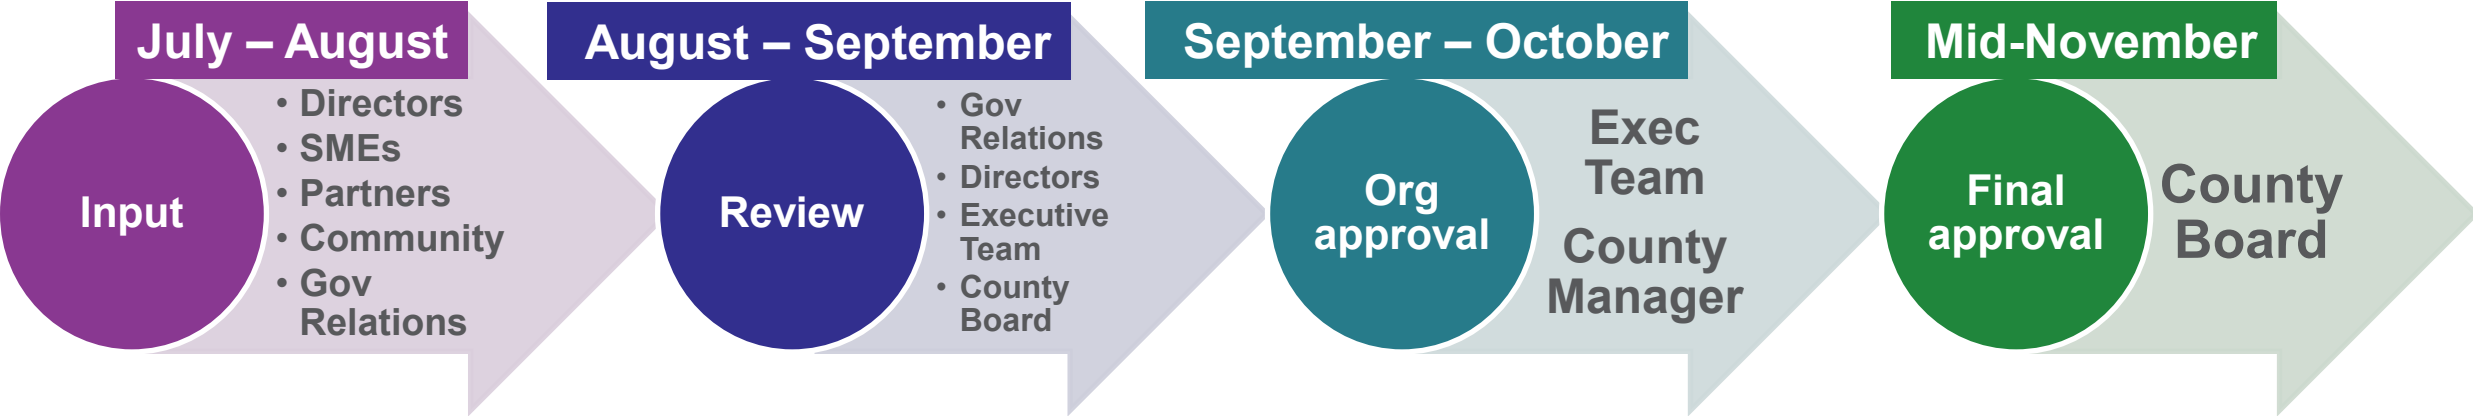 July – August
Input
• Directors
• SMEs
• Partners
• Community
• Gov
Relations
August – September
Review
• Gov
Relations
• Directors
• Executive
Team
• County
Board
September – October
Org
approval
Exec
Team
County
Manager
Mid-November
Final
approval
County
Board